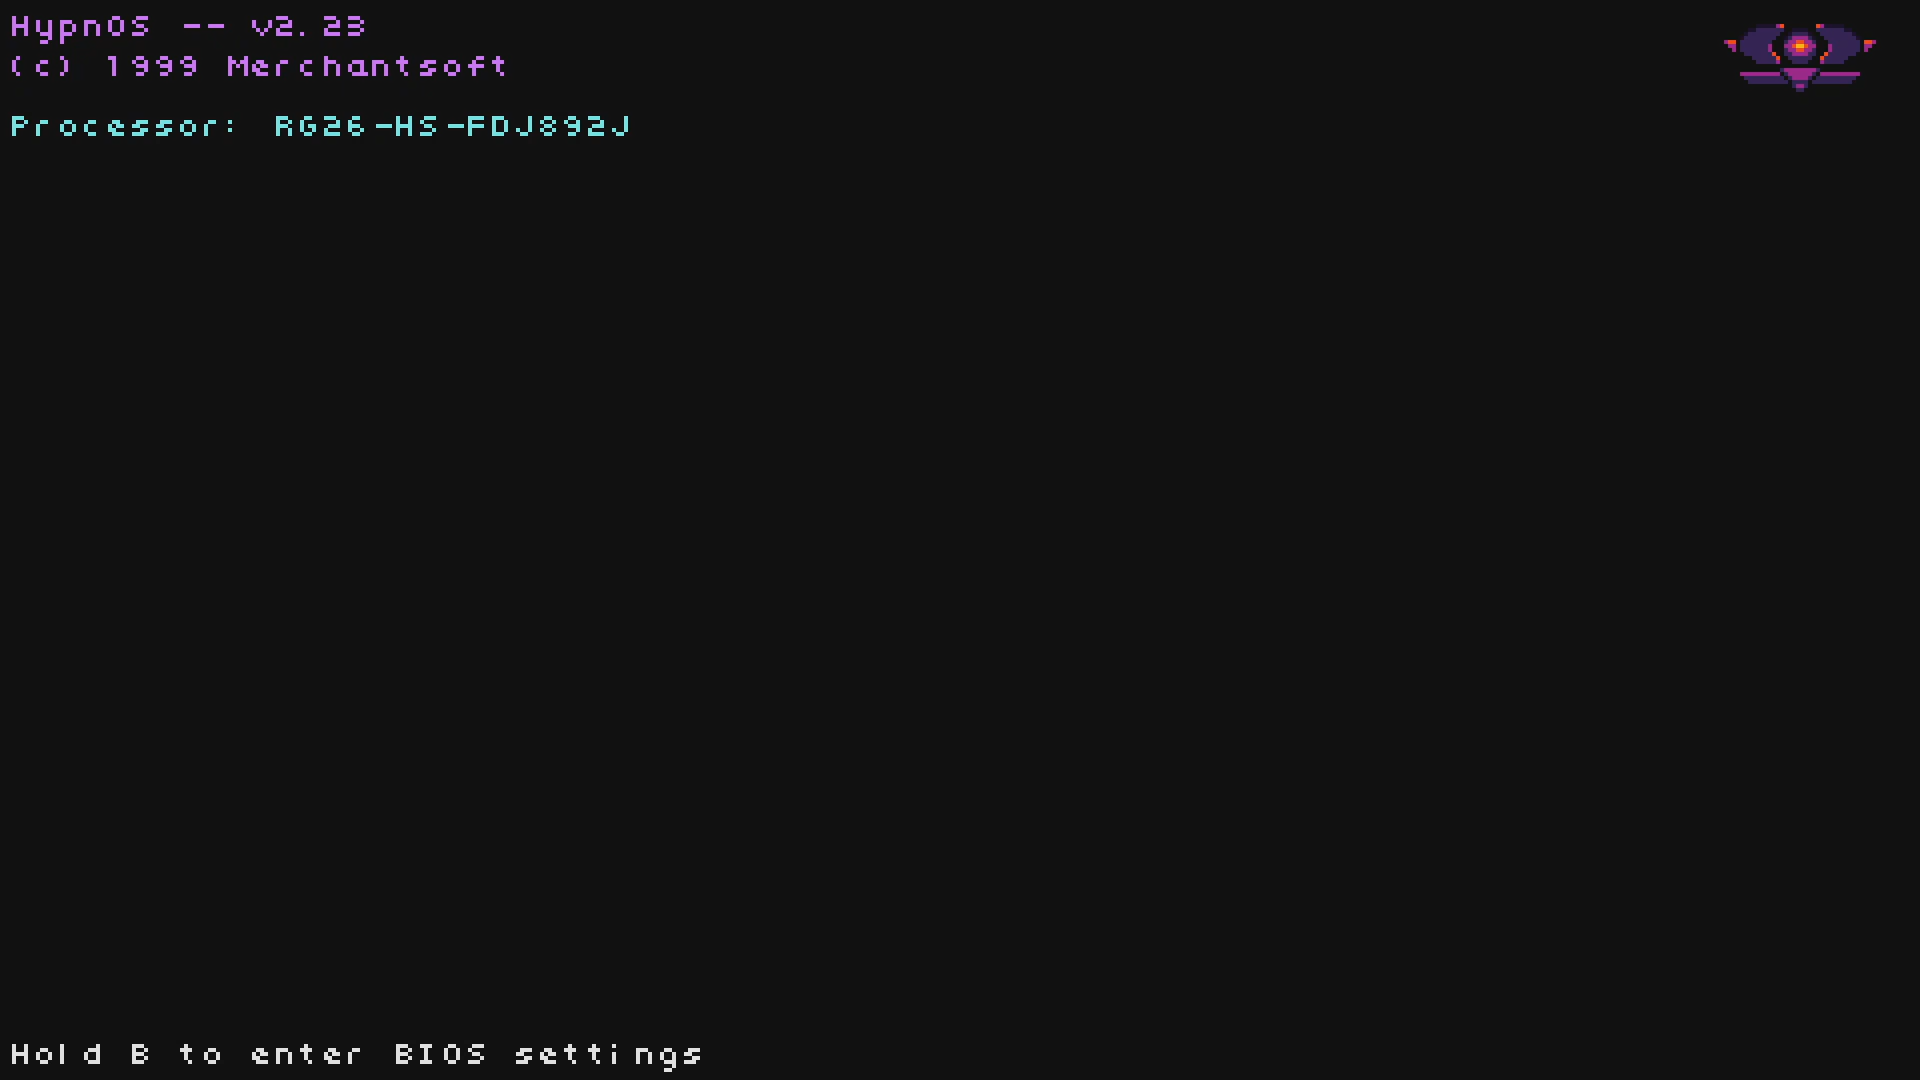 HypnOS -- v2.23
(c) 1999 Merchantsoft
Processor: RG26-HS-FDJ892J
Hold B to enter BIOS settings